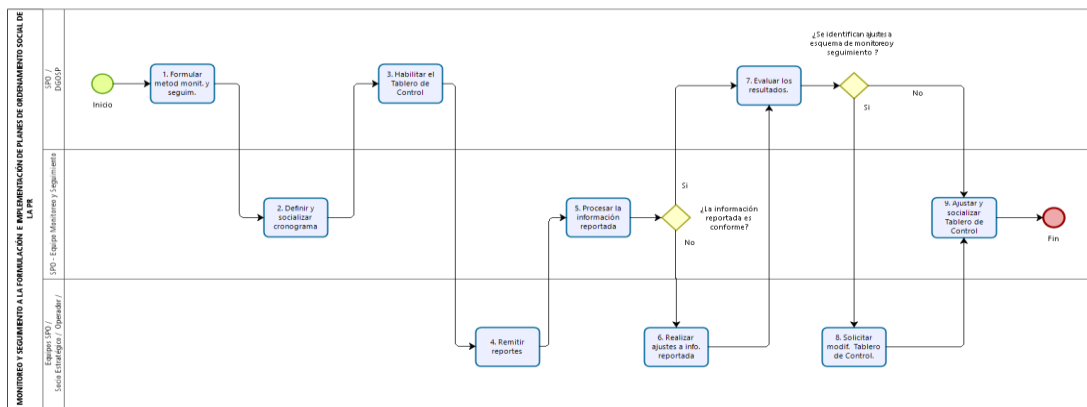 MONITOREO Y SEGUIMIENTO A LA FORMULACIÓN E IMPLEMENTACIÓN DE PLANES DE ORDENAMIENTO SOCIAL DE
LA PR
SPO /
DGOSP
Inicio
1. Formular
metod monit. y
seguim.
3. Habilitar el
Tablero de
Control
7. Evaluar los
resultados.
¿Se identifican ajustes a
esquema de monitoreo y
seguimiento ?
No
Si
SPO - Equipo Monitoreo y Seguimiento
2. Definir y
socializar
cronograma
5. Procesar la
información
reportada
Si
¿La información
reportada es
conforme?
No
9. Ajustar y
socializar
Tablero de
Control
Fin
Equipos SPO /
Socio Estratégico / Operador /
4. Remitir
reportes
6. Realizar
ajustes a info.
reportada
8. Solicitar
modif. Tablero
de Control.